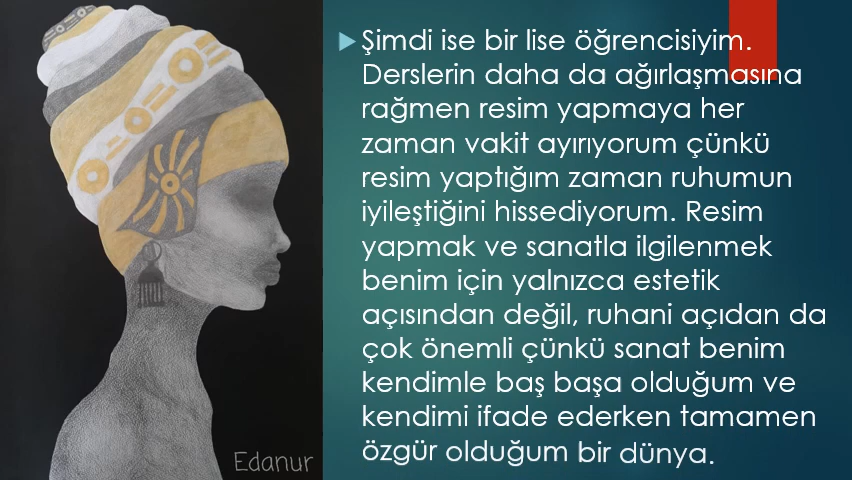 Şimdi ise bir lise öğrencisiyim.
Derslerin daha da ağırlaşmasına
rağmen resim yapmaya her
zaman vakit ayırıyorum çünkü
resim yaptığım zaman ruhumun
iyileştiğini hissediyorum. Resim
yapmak ve sanatla ilgilenmek
benim için yalnızca estetik
açısından değil, ruhani açıdan da
çok önemli çünkü sanat benim
kendimle baş başa olduğum ve
kendimi ifade ederken tamamen
özgür olduğum bir dünya.
Edanur